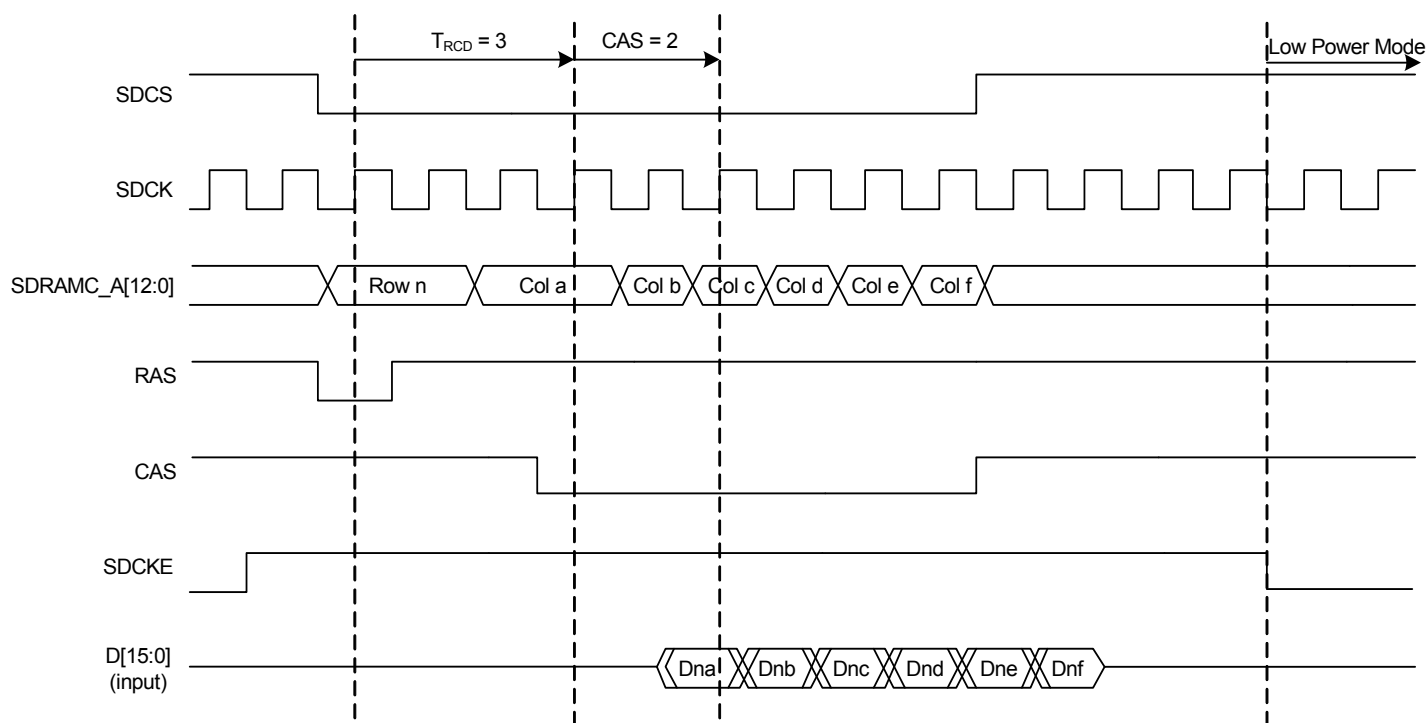 T_RCD = 3
CAS = 2
Low Power Mode
SDCS
SDCK
SDRAMC_A[12:0]
Row n
Col a
Col b
Col c
Col d
Col e
Col f
RAS
CAS
SDCKE
D[15:0]
(input)
Dna
Dnb
Dnc
Dnd
Dne
Dnf